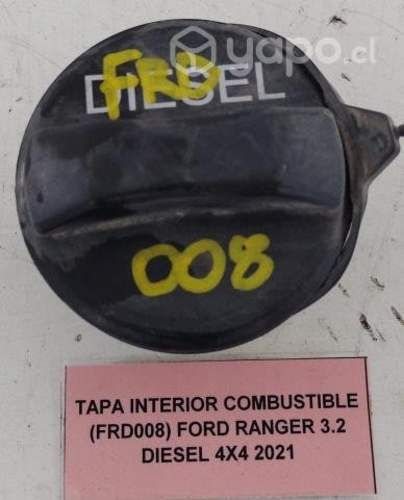 yapo.cl
FRD
DIESEL
008
TAPA INTERIOR COMBUSTIBLE
(FRD008) FORD RANGER 3.2
DIESEL 4X4 2021